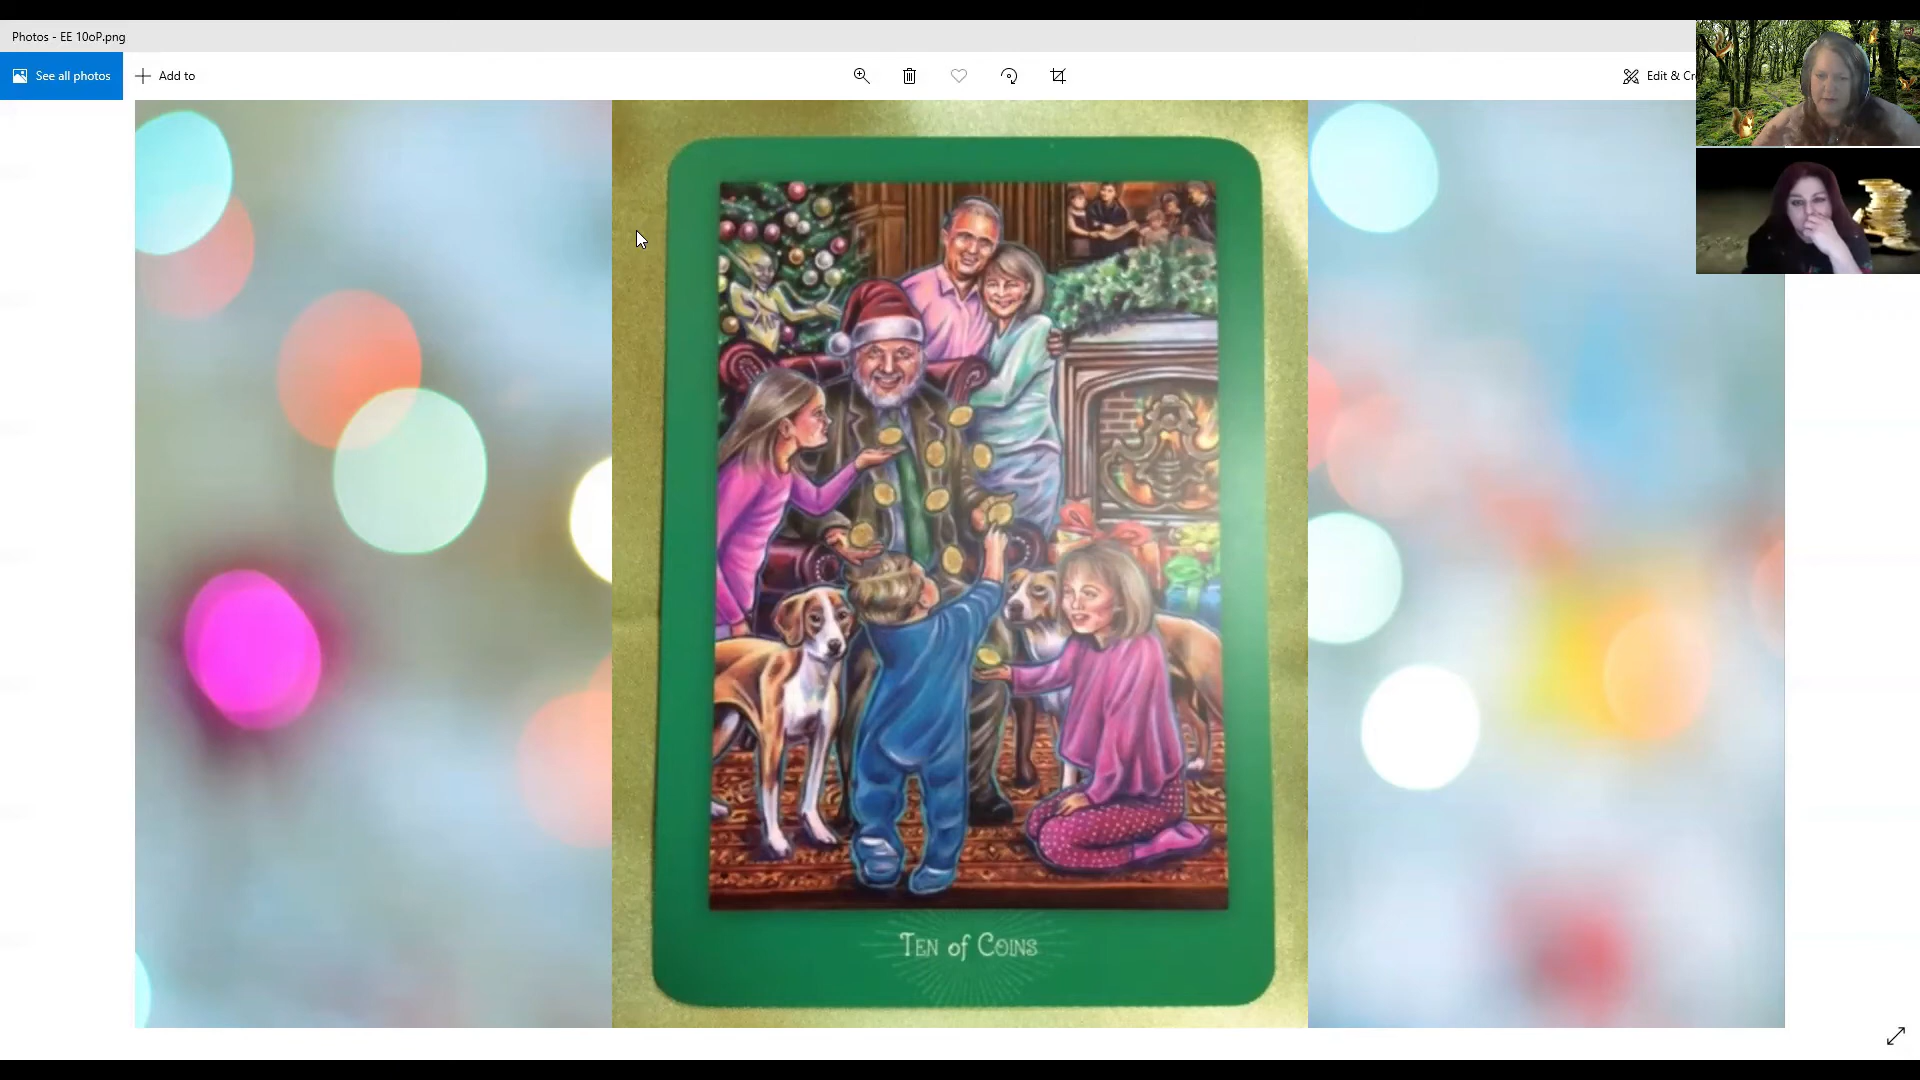 Photos - EE 10oP.png
See all photos
Add to
Edit & Cr
Ten of Coins